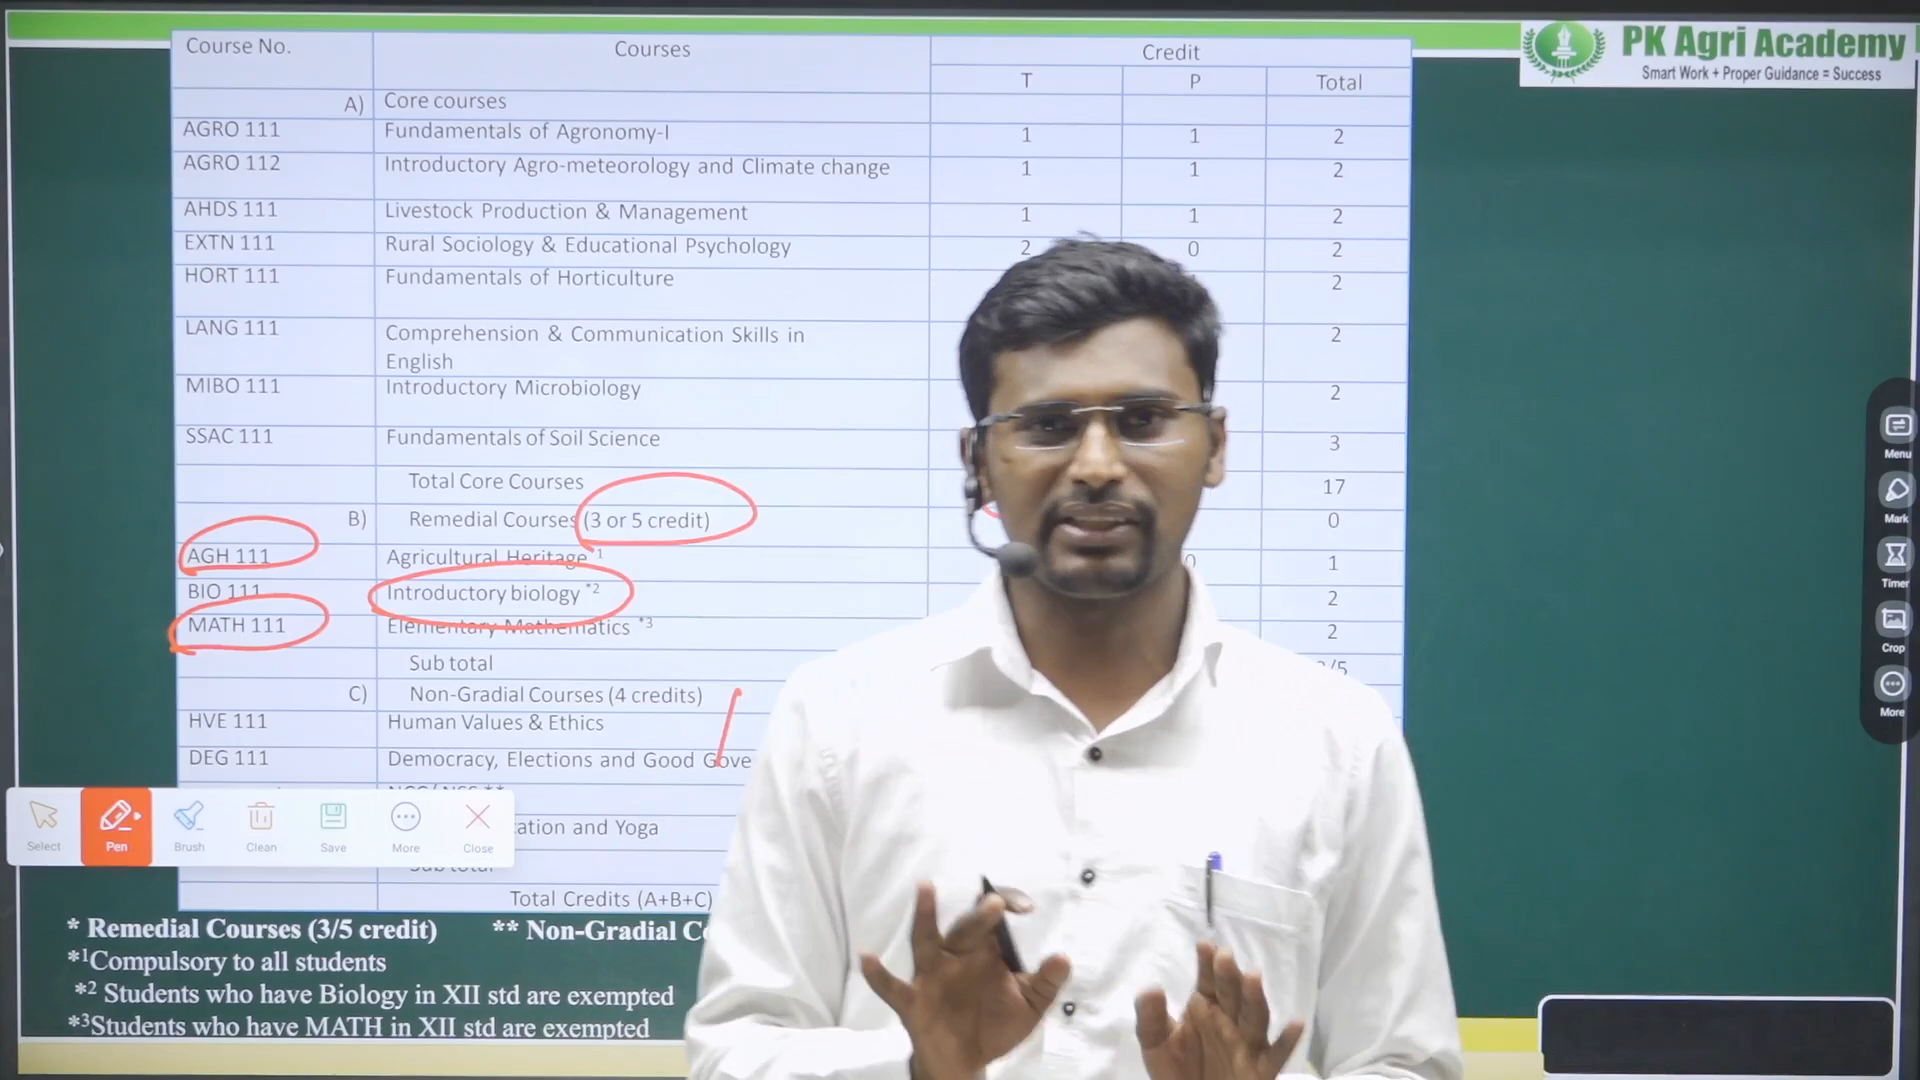 PK Agri Academy
Smart Work + Proper Guidance = Success
Course No. Courses Credit
T P Total
A) Core courses
AGRO 111 Fundamentals of Agronomy-I 1 1 2
AGRO 112 Introductory Agro-meteorology and Climate change 1 1 2
AHDS 111 Livestock Production & Management 1 1 2
EXTN 111 Rural Sociology & Educational Psychology 2 0 2
HORT 111 Fundamentals of Horticulture 2
LANG 111 Comprehension & Communication Skills in 2
English
MIBO 111 Introductory Microbiology 2
SSAC 111 Fundamentals of Soil Science 3
Total Core Courses 17
B) Remedial Courses (3 or 5 credit) 0
AGH 111 Agricultural Heritage *1 0 1
BIO 111 Introductory biology *2 2
MATH 111 Elementary Mathematics *3 2
Sub total /5
C) Non-Gradial Courses (4 credits)
HVE 111 Human Values & Ethics
DEG 111 Democracy, Elections and Good Gove
ation and Yoga
Sub total
Total Credits (A+B+C)
* Remedial Courses (3/5 credit) ** Non-Gradial
*1Compulsory to all students
*2 Students who have Biology in XII std are exempted
*3Students who have MATH in XII std are exempted
Select Pen Brush Clean Save More Close
Menu
Mark
Timer
Crop
More